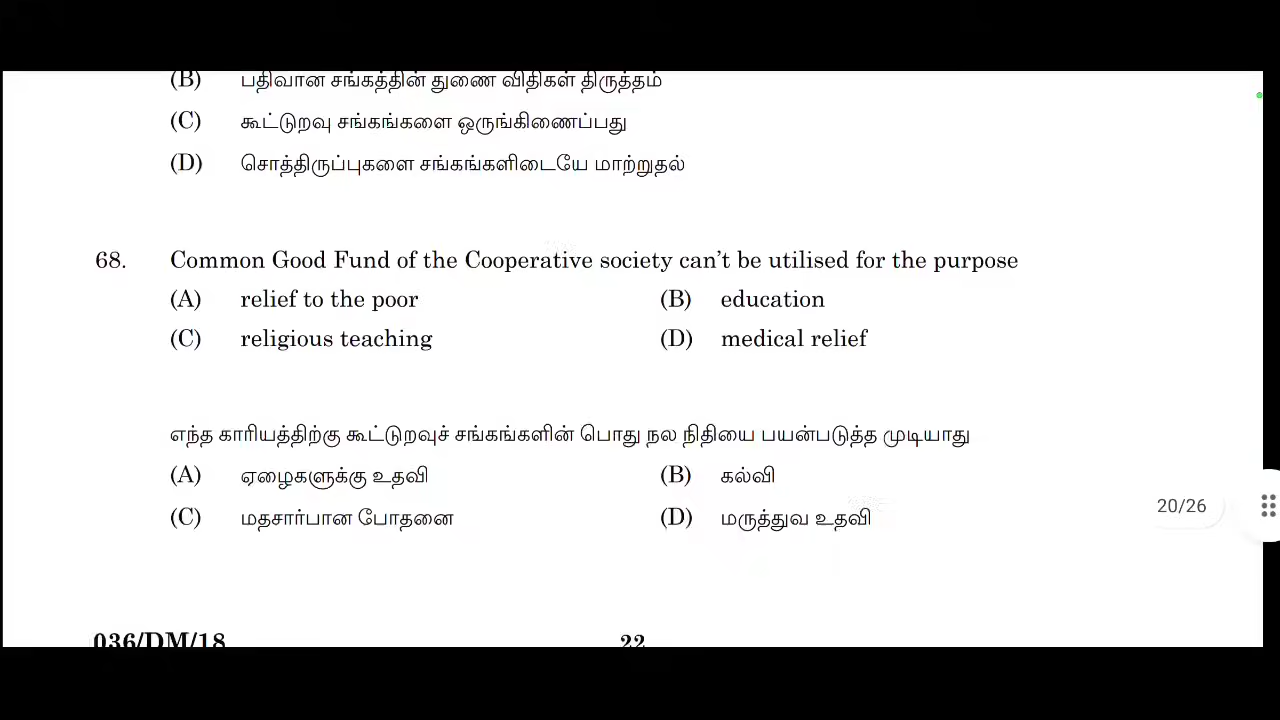 (B) பதிவான சங்கத்தின் துணை விதிகள் திருத்தம்
(C) கூட்டுறவு சங்கங்களை ஒருங்கிணைப்பது
(D) சொத்திருப்புகளை சங்கங்களிடையே மாற்றுதல்
68. Common Good Fund of the Cooperative society can’t be utilised for the purpose
(A) relief to the poor (B) education
(C) religious teaching (D) medical relief
எந்த காரியத்திற்கு கூட்டுறவுச் சங்கங்களின் பொது நல நிதியை பயன்படுத்த முடியாது
(A) ஏழைகளுக்கு உதவி (B) கல்வி
(C) மதசார்பான போதனை (D) மருத்துவ உதவி
20/26
036/DM/18 22